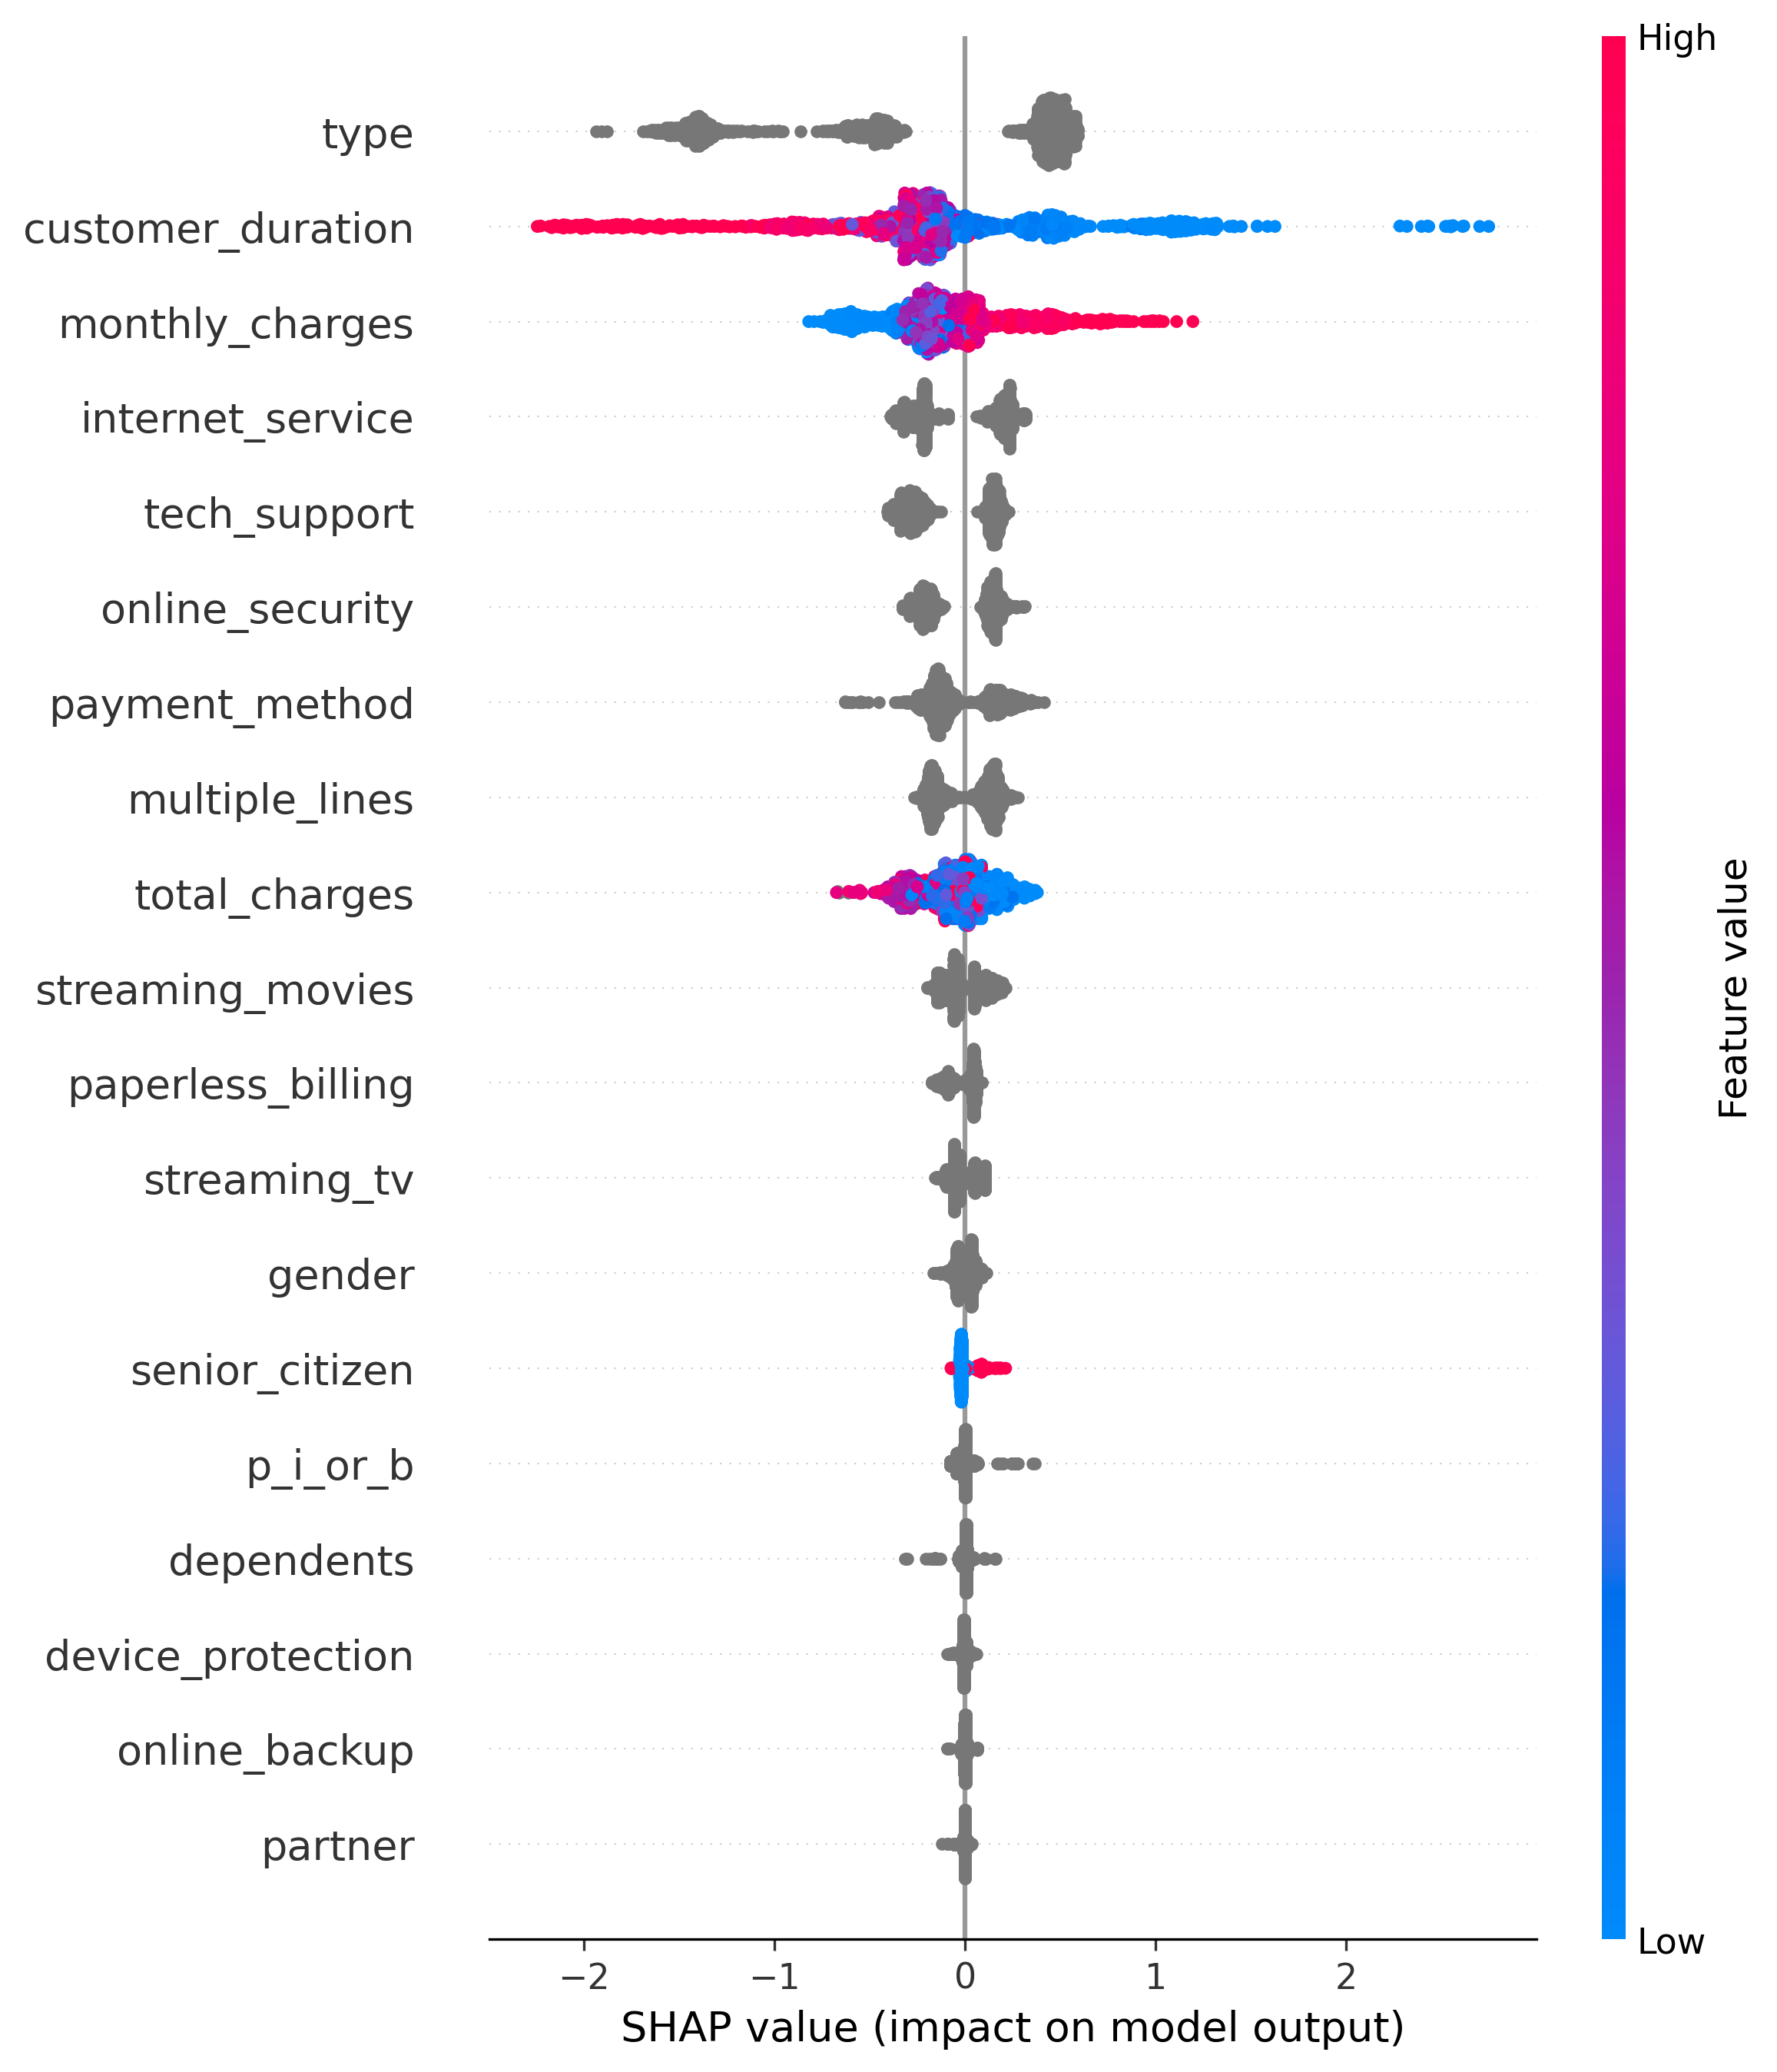 High
type
customer_duration
monthly_charges
internet_service
tech_support
online_security
payment_method
multiple_lines
total_charges
streaming_movies
paperless_billing
streaming_tv
gender
senior_citizen
p_i_or_b
dependents
device_protection
online_backup
partner
Feature value
Low
−2 −1 0 1 2
SHAP value (impact on model output)